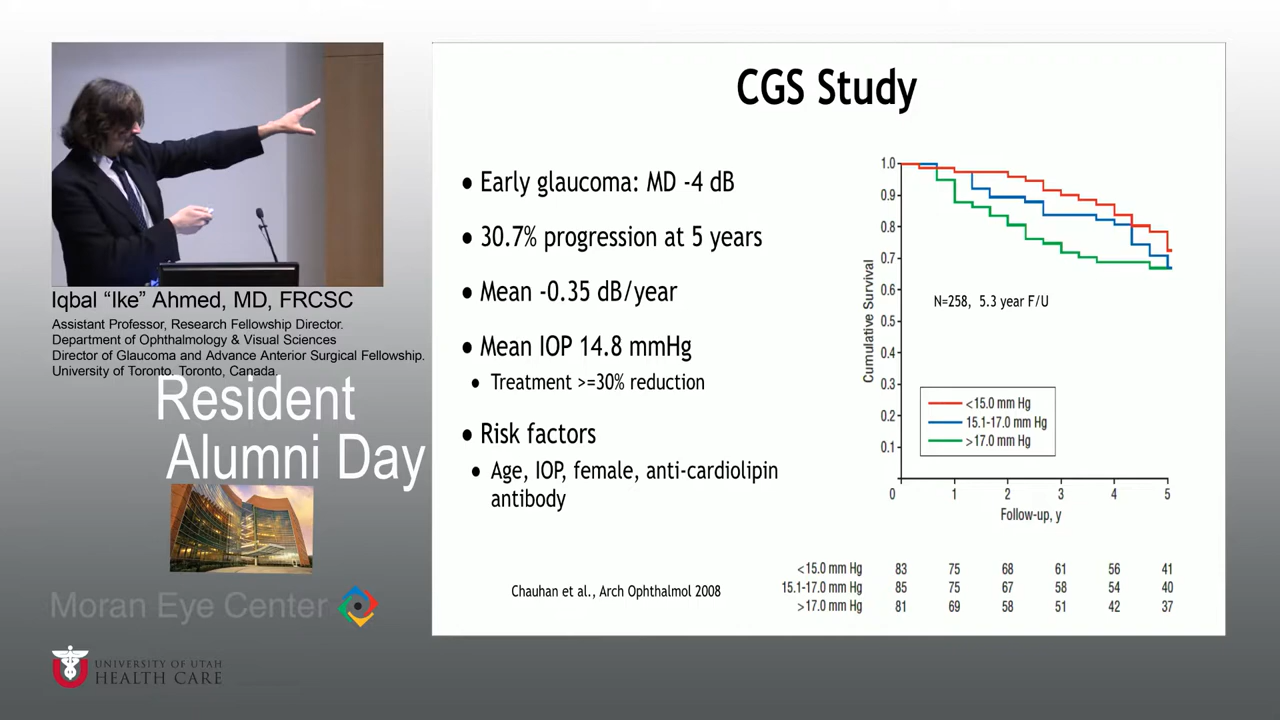 Iqbal “Ike” Ahmed, MD, FRCSC
Assistant Professor, Research Fellowship Director.
Department of Ophthalmology & Visual Sciences
Director of Glaucoma and Advance Anterior Surgical Fellowship.
University of Toronto. Toronto, Canada.
Resident
Alumni Day
Moran Eye Center
UNIVERSITY OF UTAH
HEALTH CARE
CGS Study
• Early glaucoma: MD -4 dB
• 30.7% progression at 5 years
• Mean -0.35 dB/year
• Mean IOP 14.8 mmHg
• Treatment >=30% reduction
• Risk factors
• Age, IOP, female, anti-cardiolipin
antibody
Chauhan et al., Arch Ophthalmol 2008
Cumulative Survival
1.0
0.9
0.8
0.7
0.6
0.5
0.4
0.3
0.2
0.1
N=258, 5.3 year F/U
<15.0 mm Hg
15.1-17.0 mm Hg
>17.0 mm Hg
0 1 2 3 4 5
Follow-up, y
<15.0 mm Hg 83 75 68 61 56 41
15.1-17.0 mm Hg 85 75 67 58 54 40
>17.0 mm Hg 81 69 58 51 42 37